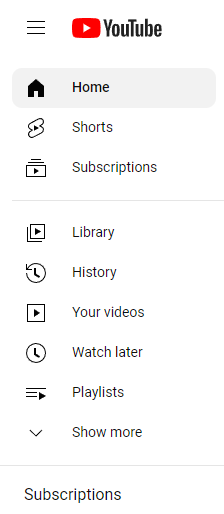 YouTube
Home
Shorts
Subscriptions
Library
History
Your videos
Watch later
Playlists
Show more
Subscriptions